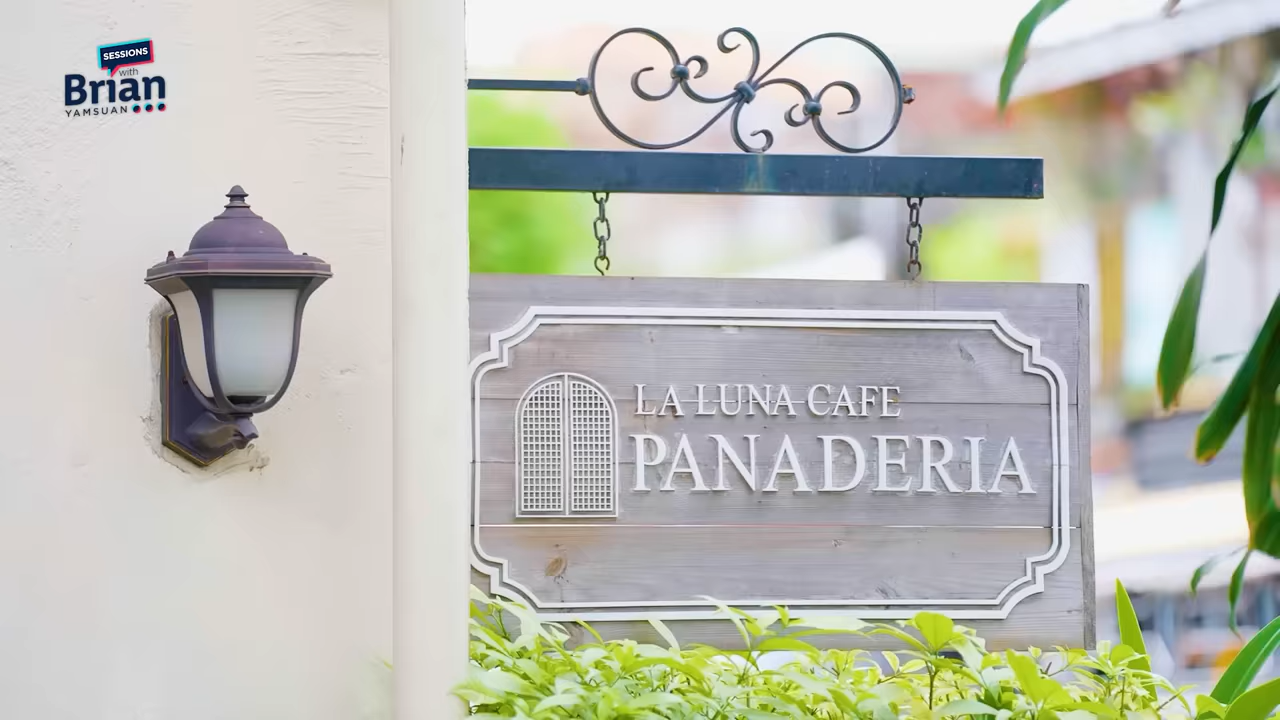 SESSIONS
with
Brian
YAMSUAN
LA LUNA CAFE
PANADERIA